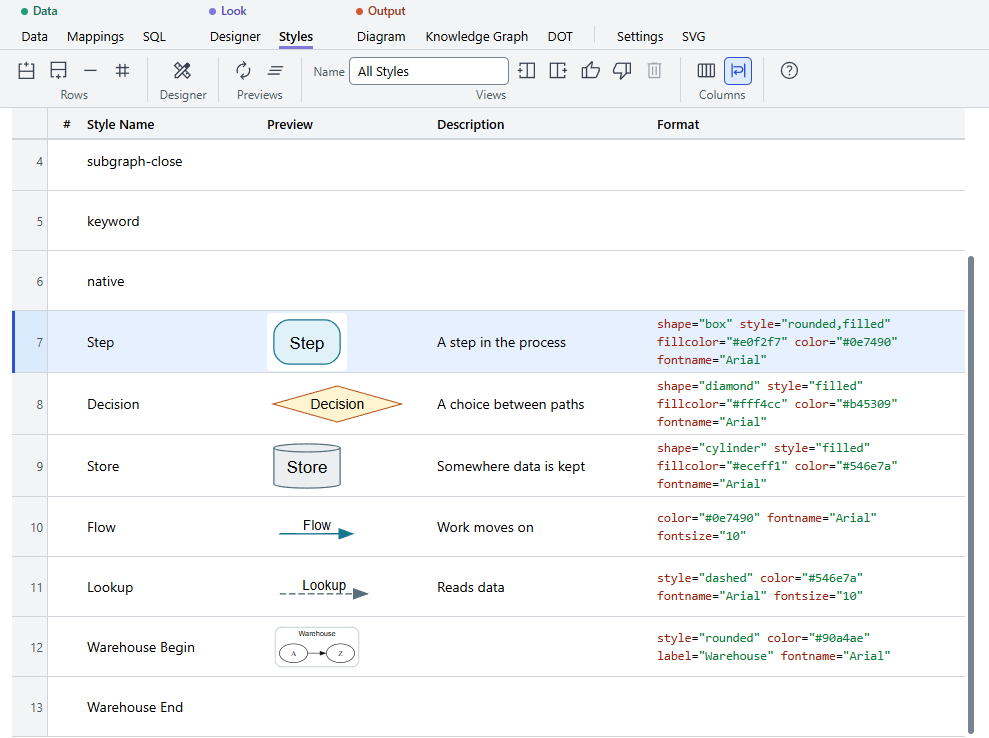 Data Look Output
Data Mappings SQL Designer Styles Diagram Knowledge Graph DOT Settings SVG
Name All Styles
Rows Designer Previews Views Columns
# Style Name Preview Description Format
4 subgraph-close
5 keyword
6 native
7 Step Step A step in the process shape="box" style="rounded,filled"
fillcolor="#e0f2f7" color="#0e7490"
fontname="Arial"
8 Decision Decision A choice between paths shape="diamond" style="filled"
fillcolor="#fff4cc" color="#b45309"
fontname="Arial"
9 Store Store Somewhere data is kept shape="cylinder" style="filled"
fillcolor="#eceff1" color="#546e7a"
fontname="Arial"
10 Flow Flow Work moves on color="#0e7490" fontname="Arial"
fontsize="10"
11 Lookup Lookup Reads data style="dashed" color="#546e7a"
fontname="Arial" fontsize="10"
12 Warehouse Begin Warehouse A Z style="rounded" color="#90a4ae"
label="Warehouse" fontname="Arial"
13 Warehouse End